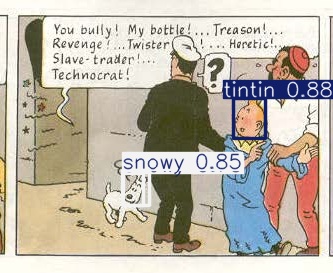 You bully! My bottle!... Treason!...
Revenge!...Twister! ... Heretic!..
Slave-trader!...
Technocrat!
?
tintin 0.88
snowy 0.85